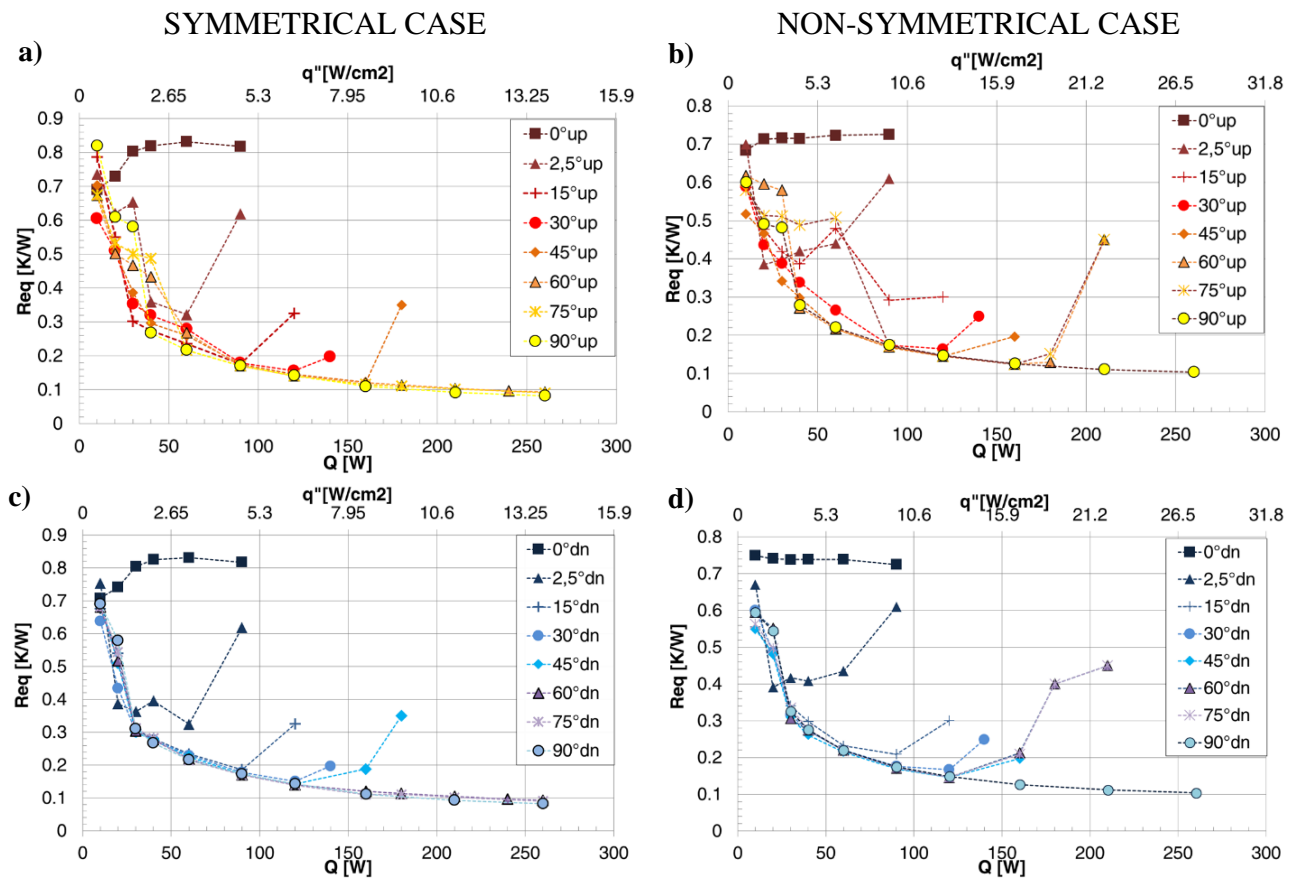 SYMMETRICAL CASE
NON-SYMMETRICAL CASE
a)
q"[W/cm2]
0 2.65 5.3 7.95 10.6 13.25 15.9
0.9
0.8
0.7
0.6
0.5
0.4
0.3
0.2
0.1
0
Req [K/W]
0°up
2,5°up
15°up
30°up
45°up
60°up
75°up
90°up
0 50 100 150 200 250 300
Q [W]
b)
q"[W/cm2]
0 5.3 10.6 15.9 21.2 26.5 31.8
0.8
0.7
0.6
0.5
0.4
0.3
0.2
0.1
0
Req [K/W]
0°up
2,5°up
15°up
30°up
45°up
60°up
75°up
90°up
0 50 100 150 200 250 300
Q [W]
c)
q"[W/cm2]
0 2.65 5.3 7.95 10.6 13.25 15.9
0.9
0.8
0.7
0.6
0.5
0.4
0.3
0.2
0.1
0
Req [K/W]
0°dn
2,5°dn
15°dn
30°dn
45°dn
60°dn
75°dn
90°dn
0 50 100 150 200 250 300
Q [W]
d)
q"[W/cm2]
0 5.3 10.6 15.9 21.2 26.5 31.8
0.8
0.7
0.6
0.5
0.4
0.3
0.2
0.1
0
Req [K/W]
0°dn
2,5°dn
15°dn
30°dn
45°dn
60°dn
75°dn
90°dn
0 50 100 150 200 250 300
Q [W]